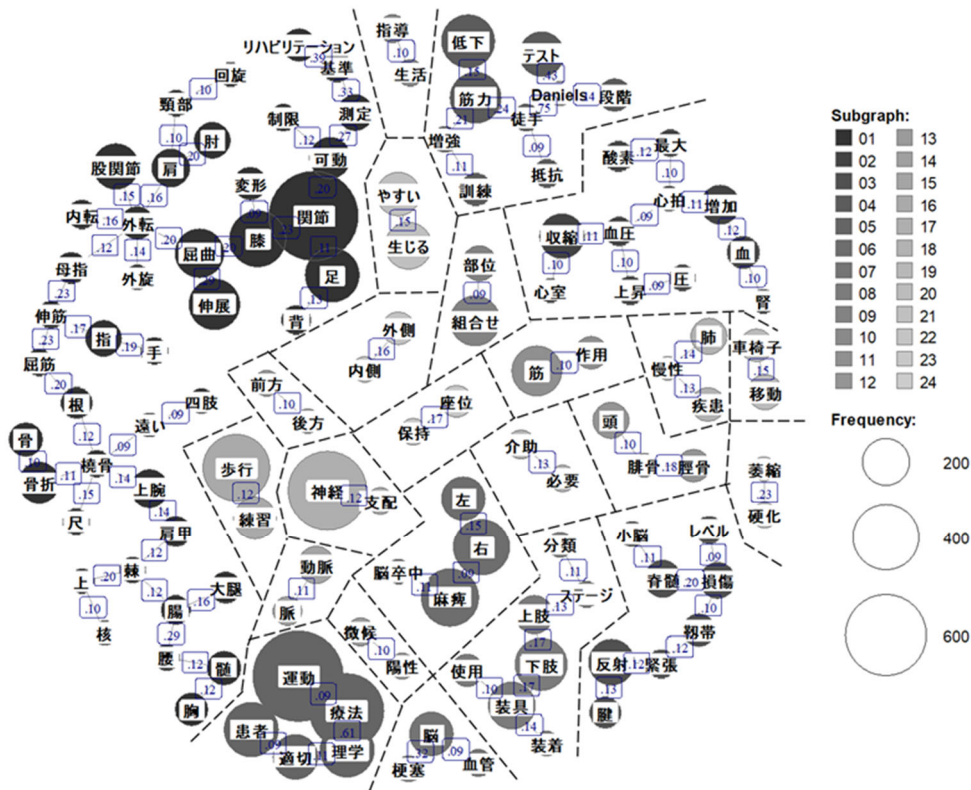 指導
.10
生活
リハビリテーション
.39
基準
.33
回旋
.10
頸部
.10
肘
.20
制限
.12
測定
.27
可動
.20
低下
.15
テスト
.43
筋力
.24
Daniels
.75
段階
徒手
.21
増強
.09
.11
訓練
抵抗
酸素
.12
最大
.10
股関節
.15
肩
.16
変形
.09
関節
.23
膝
.11
やすい
.15
生じる
心拍
.11
増加
.09
.12
内転
.16
外転
.20
屈曲
.20
.12
.14
足
.13
収縮
.11
血圧
.10
.10
血
.10
母指
外旋
.23
伸展
背
部位
.09
組合せ
心室
上昇
.09
圧
腎
伸筋
.17
指
.19
手
.23
屈筋
.20
外側
.16
内側
筋
.10
作用
肺
.14
慢性
.13
疾患
車椅子
.15
移動
根
四肢
.09
遠い
.12
.09
前方
.10
後方
座位
.17
保持
頭
.10
腓骨
.18
脛骨
骨
骨折
.11
橈骨
.14
.15
尺
上腕
.14
肩甲
.12
歩行
.12
練習
神経
.12
支配
介助
.13
必要
萎縮
.23
硬化
左
.15
右
.09
麻痺
分類
.11
ステージ
小脳
.11
レベル
.09
脊髄
.20
損傷
.10
靱帯
上
.20
棘
.12
.10
核
大腿
.16
腸
.29
腰
.12
髄
.12
胸
動脈
.11
脈
脳卒中
.11
微候
.10
陽性
.13
上肢
.17
使用
下肢
.10
.17
装具
.14
装着
反射
.12
緊張
.12
.13
腱
運動
.09
療法
.61
患者
.09
適切
理学
脳
梗塞
.09
血管
Subgraph:
01 13
02 14
03 15
04 16
05 17
06 18
07 19
08 20
09 21
10 22
11 23
12 24
Frequency:
200
400
600